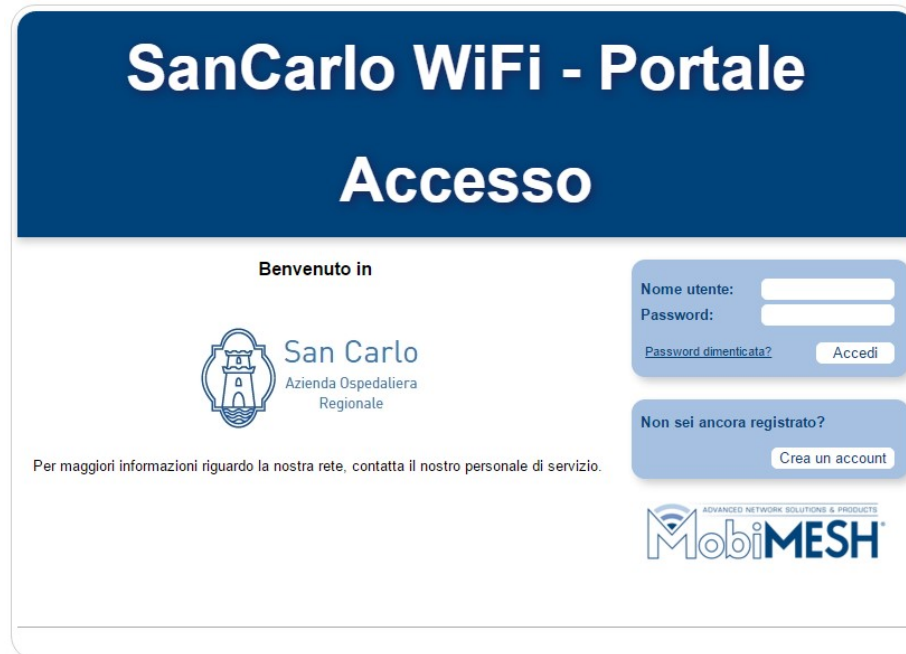 SanCarlo WiFi - Portale
Accesso
Benvenuto in
San Carlo
Azienda Ospedaliera
Regionale
Per maggiori informazioni riguardo la nostra rete, contatta il nostro personale di servizio.
Nome utente:
Password:
Password dimenticata?
Accedi
Non sei ancora registrato?
Crea un account
ADVANCED NETWORK SOLUTIONS & PRODUCTS
MobiMESH®